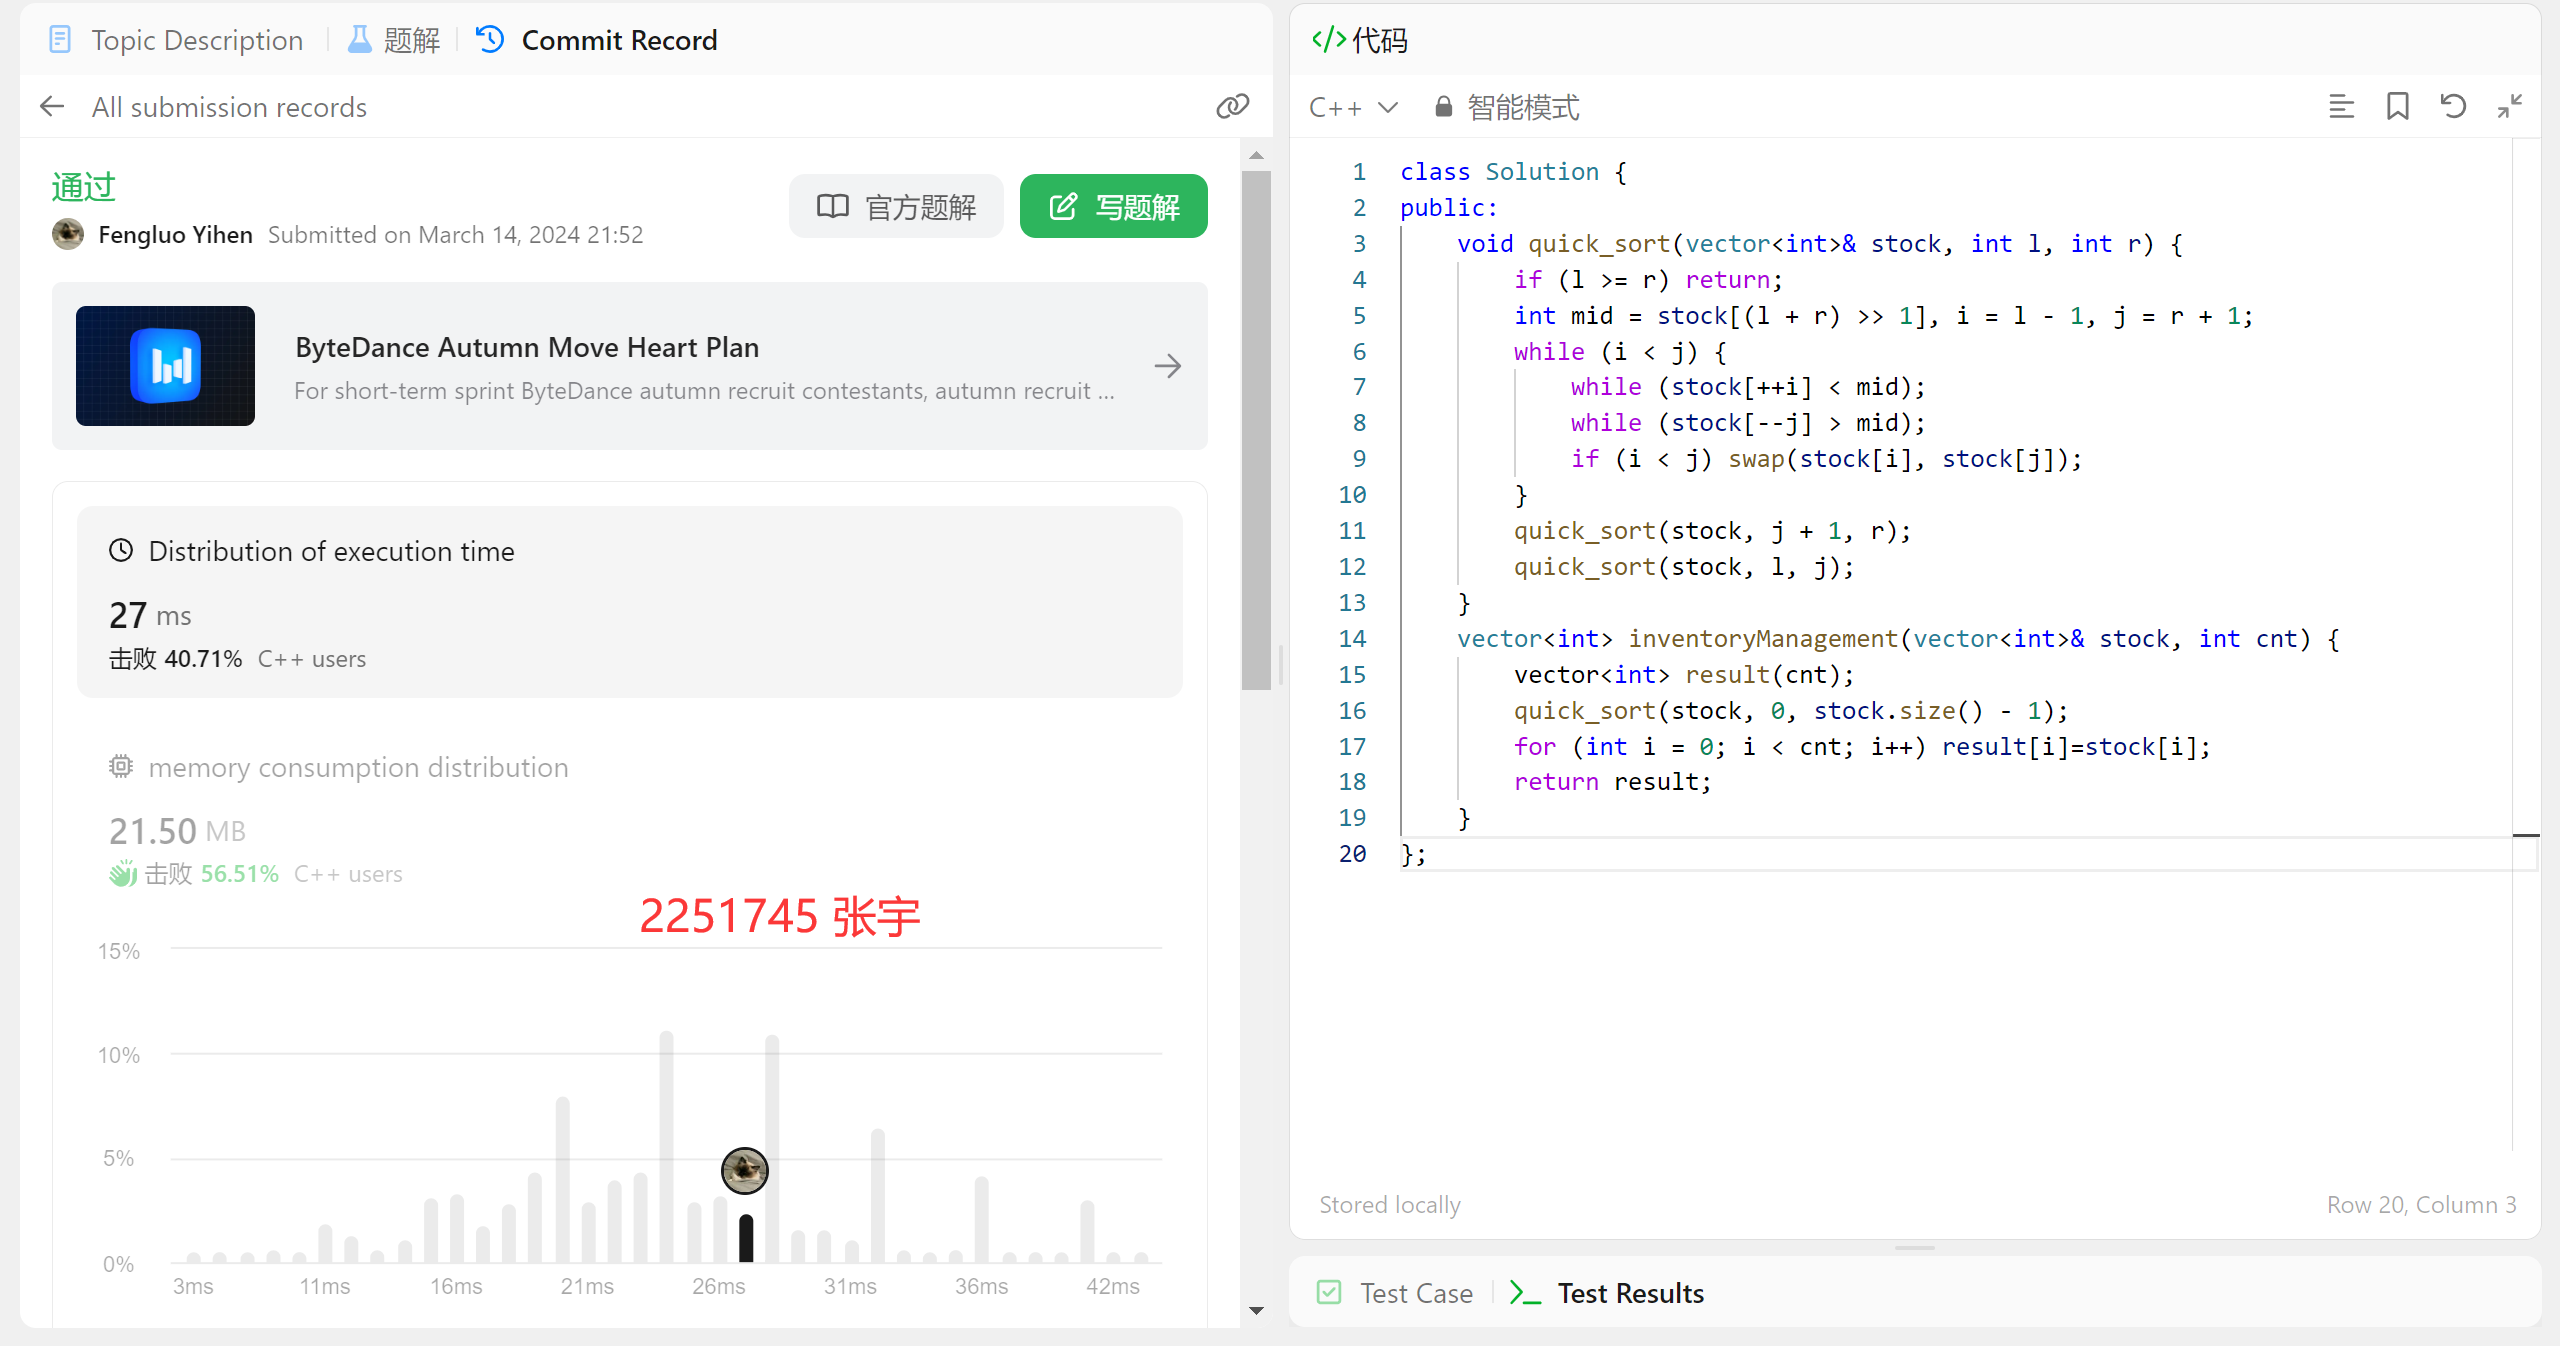 Topic Description
题解
Commit Record
All submission records
通过
Fengluo Yihen Submitted on March 14, 2024 21:52
官方题解
写题解
ByteDance Autumn Move Heart Plan
For short-term sprint ByteDance autumn recruit contestants, autumn recruit ...
Distribution of execution time
27 ms
击败 40.71% C++ users
memory consumption distribution
21.50 MB
击败 56.51% C++ users
2251745 张宇
15%
10%
5%
0%
3ms 11ms 16ms 21ms 26ms 31ms 36ms 42ms
</>代码
C++ 智能模式
1 class Solution {
2 public:
3     void quick_sort(vector<int>& stock, int l, int r) {
4         if (l >= r) return;
5         int mid = stock[(l + r) >> 1], i = l - 1, j = r + 1;
6         while (i < j) {
7             while (stock[++i] < mid);
8             while (stock[--j] > mid);
9             if (i < j) swap(stock[i], stock[j]);
10         }
11         quick_sort(stock, j + 1, r);
12         quick_sort(stock, l, j);
13     }
14     vector<int> inventoryManagement(vector<int>& stock, int cnt) {
15         vector<int> result(cnt);
16         quick_sort(stock, 0, stock.size() - 1);
17         for (int i = 0; i < cnt; i++) result[i]=stock[i];
18         return result;
19     }
20 };
Stored locally
Row 20, Column 3
Test Case
Test Results